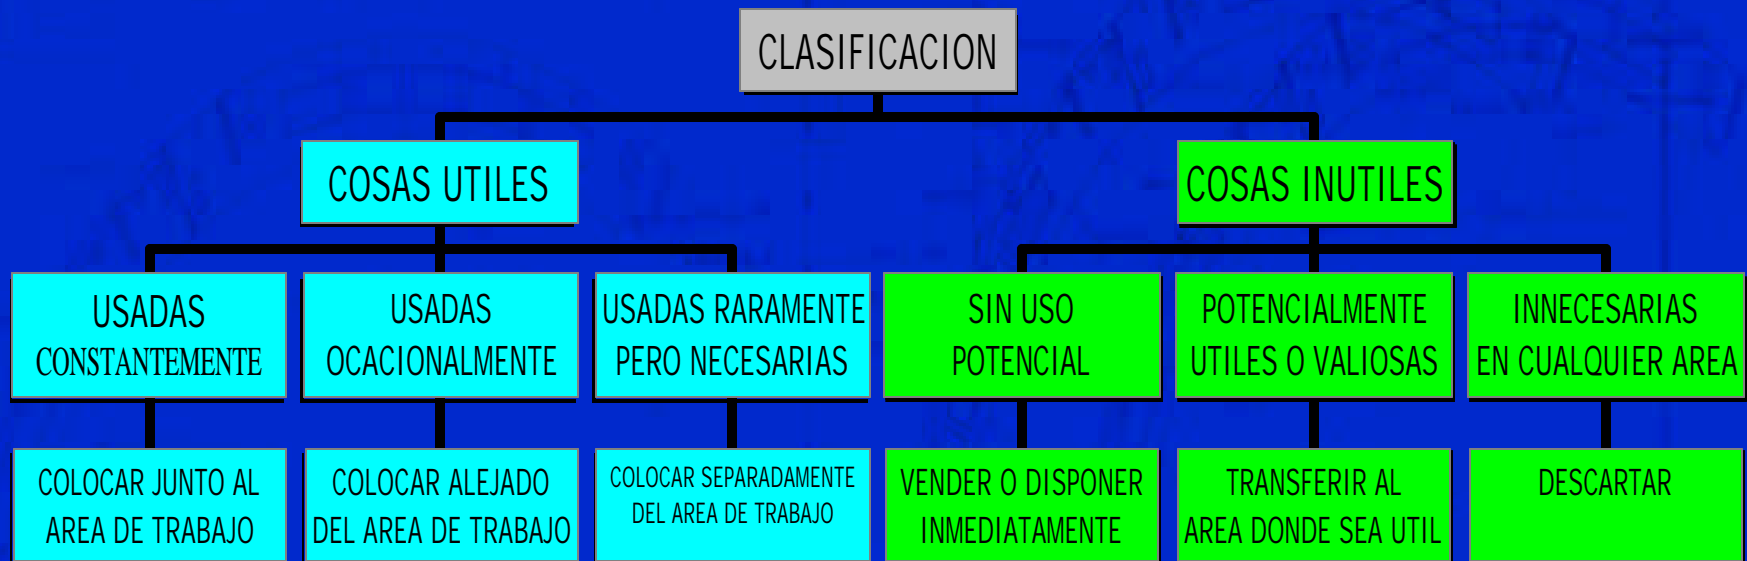 CLASIFICACION
COSAS UTILES
COSAS INUTILES
USADAS
CONSTANTEMENTE
USADAS
OCACIONALMENTE
USADAS RARAMENTE
PERO NECESARIAS
SIN USO
POTENCIAL
POTENCIALMENTE
UTILES O VALIOSAS
INNECESARIAS
EN CUALQUIER AREA
COLOCAR JUNTO AL
AREA DE TRABAJO
COLOCAR ALEJADO
DEL AREA DE TRABAJO
COLOCAR SEPARADAMENTE
DEL AREA DE TRABAJO
VENDER O DISPONER
INMEDIATAMENTE
TRANSFERIR AL
AREA DONDE SEA UTIL
DESCARTAR